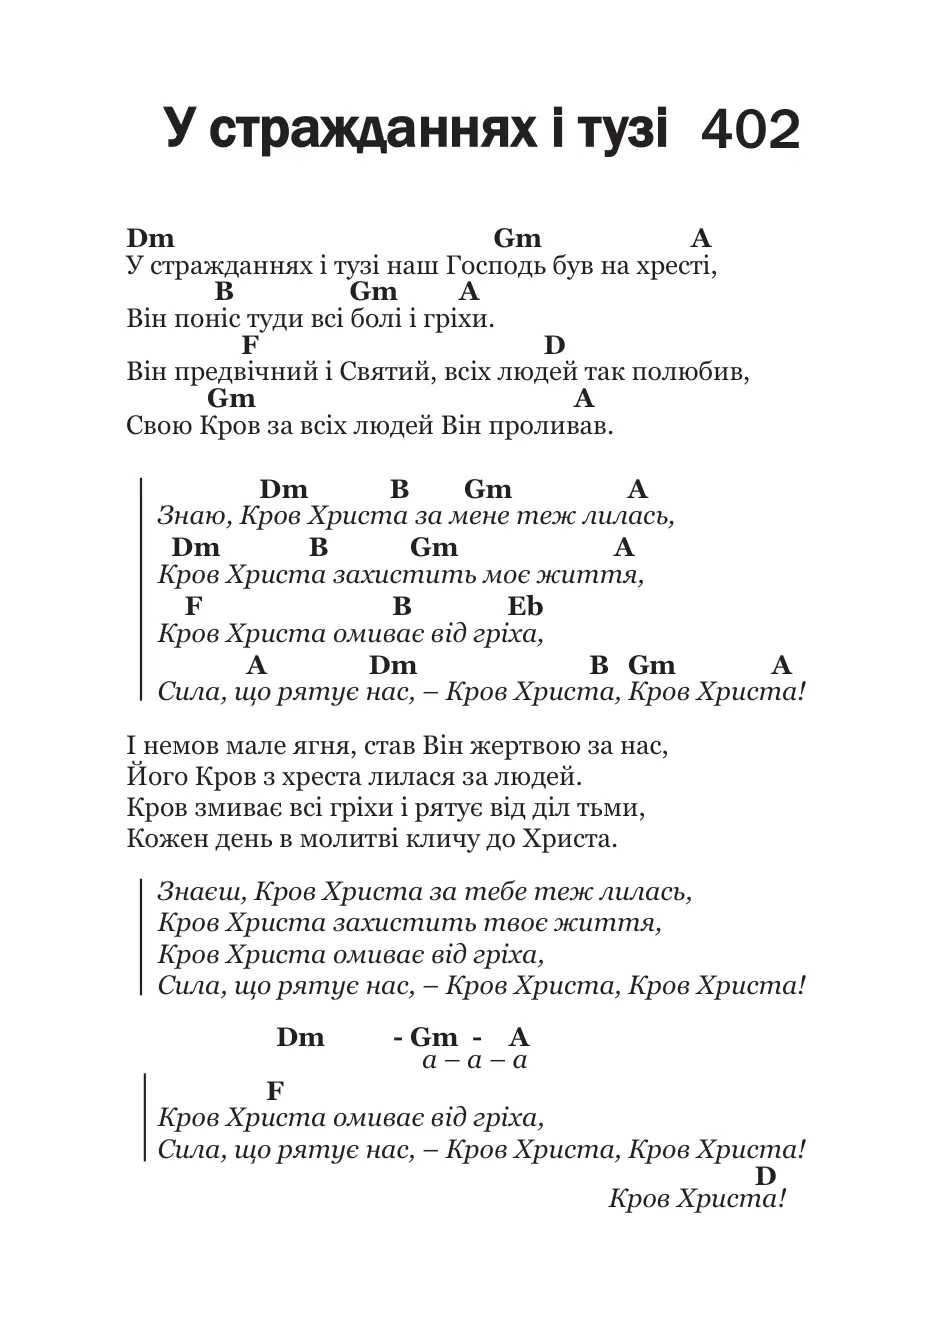 У стражданнях і тузі 402
Dm Gm A
У стражданнях і тузі наш Господь був на хресті,
B Gm A
Він поніс туди всі болі і гріхи.
F D
Він предвічний і Святий, всіх людей так полюбив,
Gm A
Свою Кров за всіх людей Він проливав.
Dm B Gm A
Знаю, Кров Христа за мене теж лилась,
Dm B Gm A
Кров Христа захистить моє життя,
F B Eb
Кров Христа омиває від гріха,
A Dm B Gm A
Сила, що рятує нас, – Кров Христа, Кров Христа!
І немов мале ягня, став Він жертвою за нас,
Його Кров з хреста лилася за людей.
Кров змиває всі гріхи і рятує від діл тьми,
Кожен день в молитві кличу до Христа.
Знаєш, Кров Христа за тебе теж лилась,
Кров Христа захистить твоє життя,
Кров Христа омиває від гріха,
Сила, що рятує нас, – Кров Христа, Кров Христа!
Dm - Gm - A
а – а – а
F
Кров Христа омиває від гріха,
Сила, що рятує нас, – Кров Христа, Кров Христа!
D
Кров Христа!